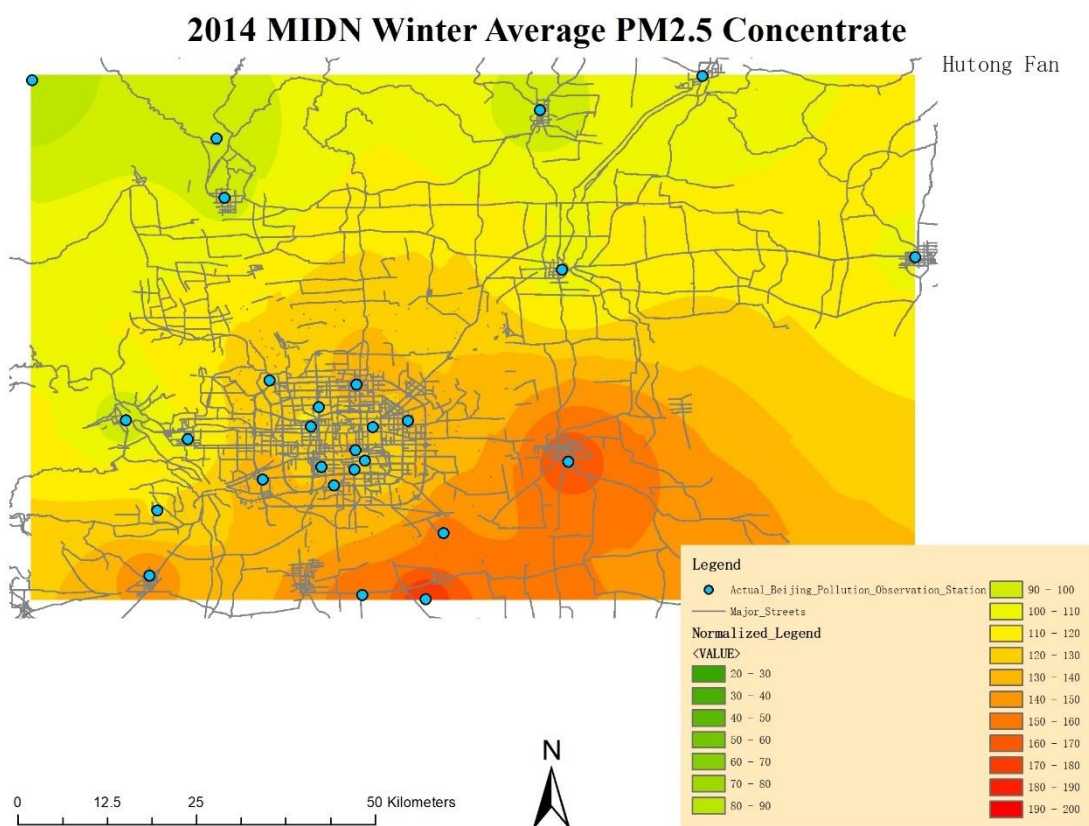 2014 MIDN Winter Average PM2.5 Concentrate
Hutong Fan
Legend
Actual_Beijing_Pollution_Observation_Station
Major_Streets
Normalized_Legend
<VALUE>
20 - 30
30 - 40
40 - 50
50 - 60
60 - 70
70 - 80
80 - 90
90 - 100
100 - 110
110 - 120
120 - 130
130 - 140
140 - 150
150 - 160
160 - 170
170 - 180
180 - 190
190 - 200
N
0 12.5 25 50 Kilometers